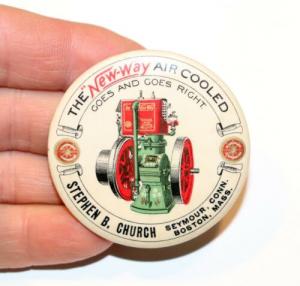 THE "New-Way AIR COOLED
GOES AND GOES RIGHT.
STEPHEN B. CHURCH
SEYMOUR, CONN.
BOSTON, MASS.